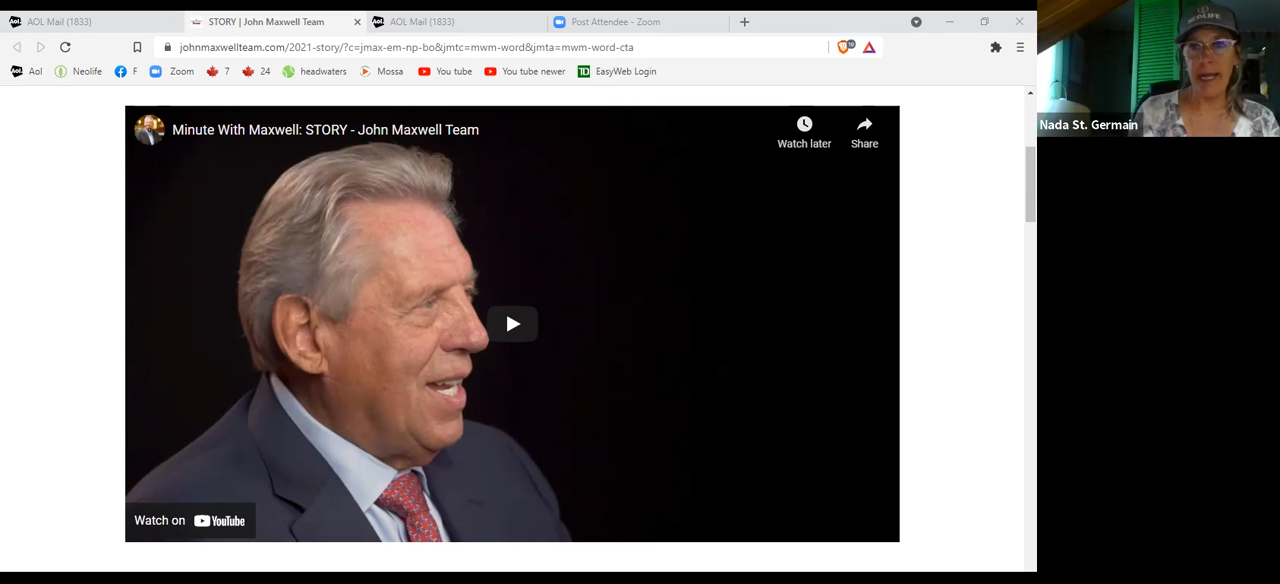 AOL Mail (1833)
STORY | John Maxwell Team
AOL Mail (1833)
Post Attendee - Zoom
johnmaxwellteam.com/2021-story/?c=jmax-em-np-bo&jmtc=mwm-word&jmta=mwm-word-cta
Aol
Neolife
F
Zoom
7
24
headwaters
Mossa
You tube
You tube newer
TD
EasyWeb Login
Minute With Maxwell: STORY - John Maxwell Team
Watch later
Share
Watch on YouTube
NEOLIFE
Nada St. Germain